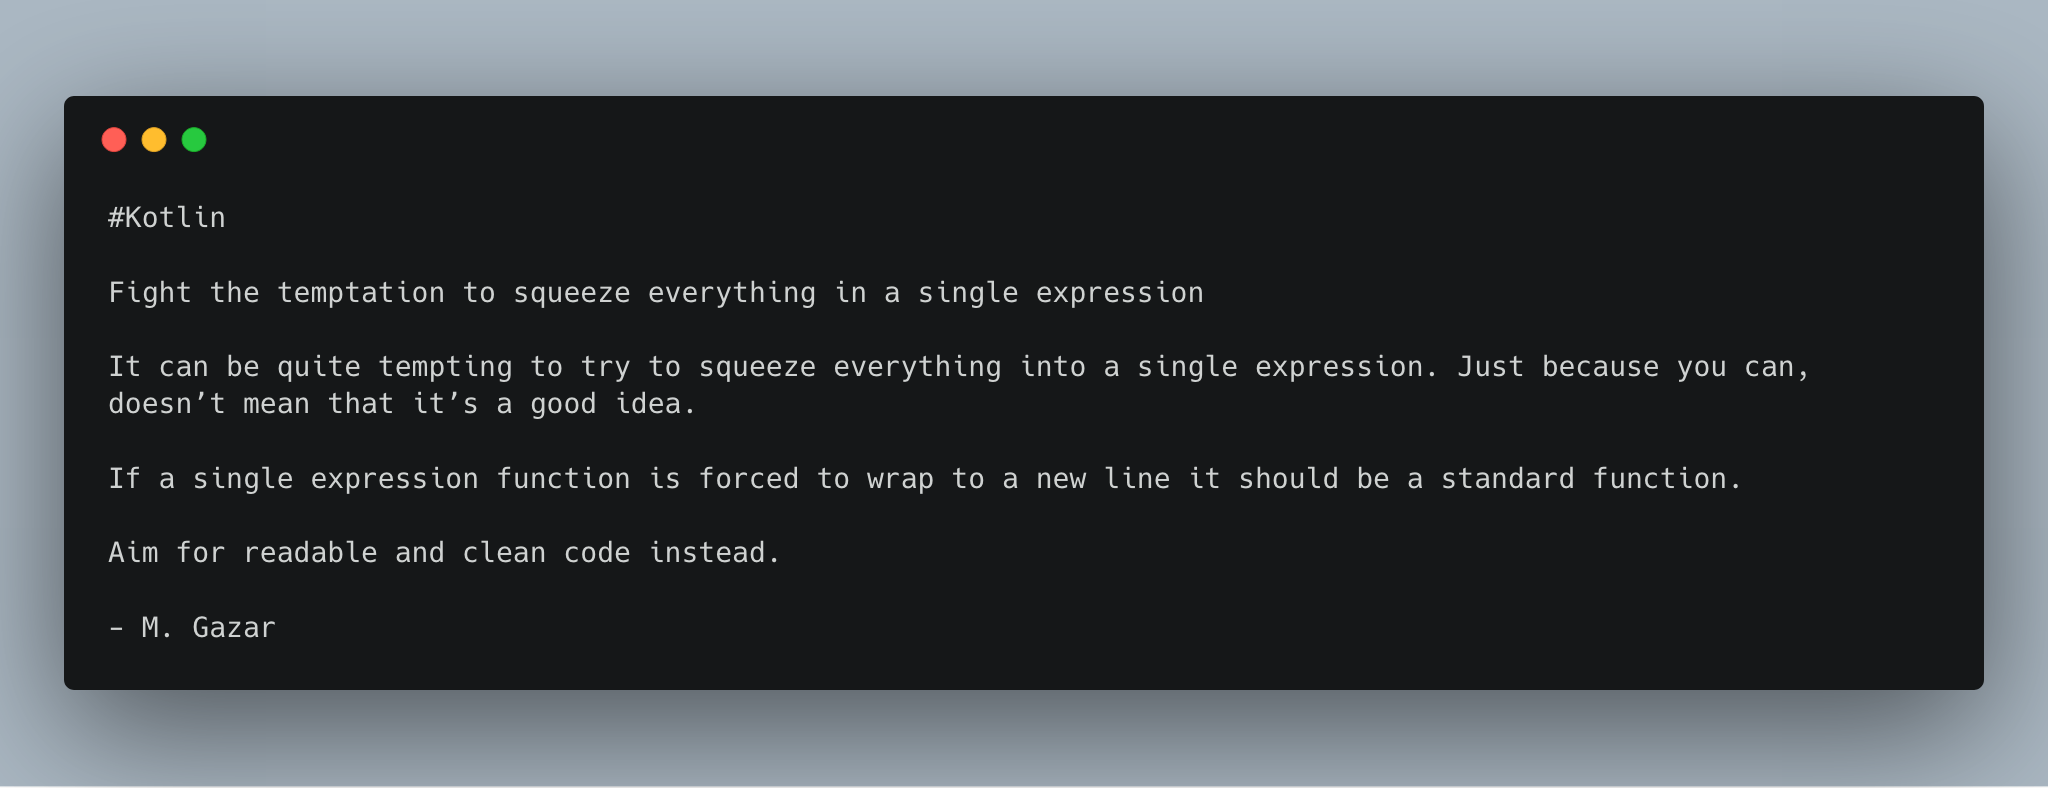 #Kotlin
Fight the temptation to squeeze everything in a single expression
It can be quite tempting to try to squeeze everything into a single expression. Just because you can,
doesn’t mean that it’s a good idea.
If a single expression function is forced to wrap to a new line it should be a standard function.
Aim for readable and clean code instead.
– M. Gazar